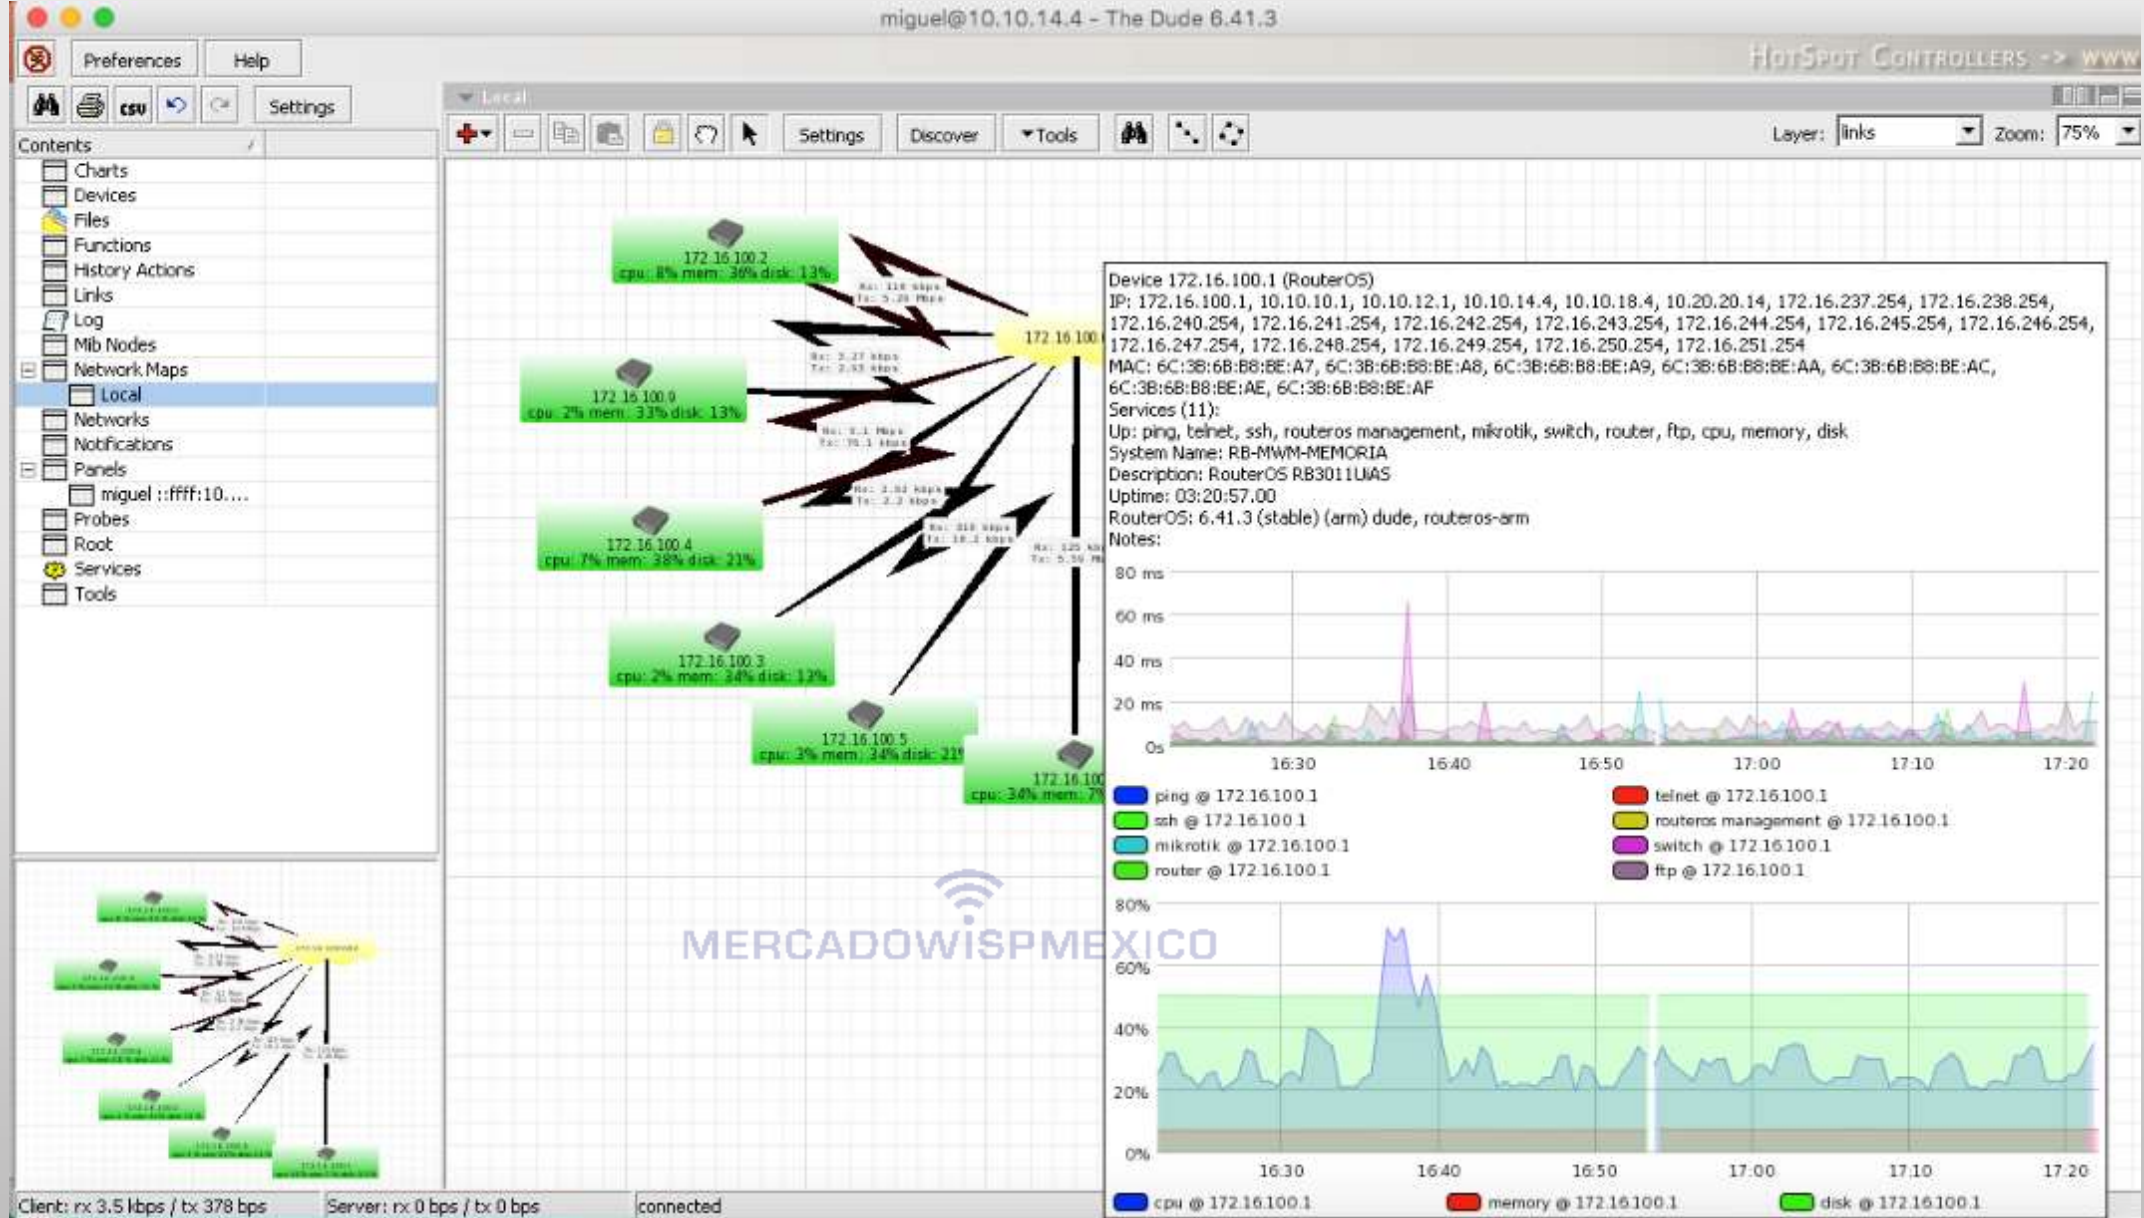 miguel@10.10.14.4 - The Dude 6.41.3
Preferences Help
HotSpot Controllers -> www
csv Settings
Local
Settings Discover Tools Layer: links Zoom: 75%
Contents
Charts
Devices
Files
Functions
History Actions
Links
Log
Mib Nodes
Network Maps
Local
Networks
Notifications
Panels
miguel ::ffff:10....
Probes
Root
Services
Tools
172.16.100.2
cpu: 8% mem: 36% disk: 13%
172.16.100.9
cpu: 2% mem: 33% disk: 13%
172.16.100.4
cpu: 7% mem: 38% disk: 21%
172.16.100.3
cpu: 2% mem: 34% disk: 13%
172.16.100.5
cpu: 3% mem: 34% disk: 21%
172.16.100
cpu: 34% mem: 7%
172.16.100.
Device 172.16.100.1 (RouterOS)
IP: 172.16.100.1, 10.10.10.1, 10.10.12.1, 10.10.14.4, 10.10.18.4, 10.20.20.14, 172.16.237.254, 172.16.238.254,
172.16.240.254, 172.16.241.254, 172.16.242.254, 172.16.243.254, 172.16.244.254, 172.16.245.254, 172.16.246.254,
172.16.247.254, 172.16.248.254, 172.16.249.254, 172.16.250.254, 172.16.251.254
MAC: 6C:3B:6B:B8:BE:A7, 6C:3B:6B:B8:BE:A8, 6C:3B:6B:B8:BE:A9, 6C:3B:6B:B8:BE:AA, 6C:3B:6B:B8:BE:AC,
6C:3B:6B:B8:BE:AE, 6C:3B:6B:B8:BE:AF
Services (11):
Up: ping, telnet, ssh, routeros management, mikrotik, switch, router, ftp, cpu, memory, disk
System Name: RB-MWM-MEMORIA
Description: RouterOS RB3011UiAS
Uptime: 03:20:57.00
RouterOS: 6.41.3 (stable) (arm) dude, routeros-arm
Notes:
80 ms
60 ms
40 ms
20 ms
0s
16:30 16:40 16:50 17:00 17:10 17:20
ping @ 172.16.100.1 telnet @ 172.16.100.1
ssh @ 172.16.100.1 routeros management @ 172.16.100.1
mikrotik @ 172.16.100.1 switch @ 172.16.100.1
router @ 172.16.100.1 ftp @ 172.16.100.1
80%
60%
40%
20%
0%
16:30 16:40 16:50 17:00 17:10 17:20
cpu @ 172.16.100.1 memory @ 172.16.100.1 disk @ 172.16.100.1
MERCADOWISPMEXICO
Client: rx 3.5 kbps / tx 378 bps Server: rx 0 bps / tx 0 bps connected